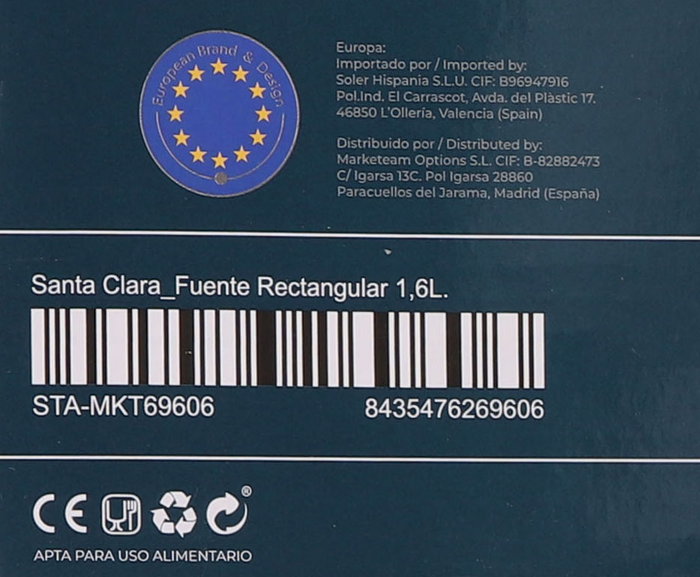 European Brand & Design
Europa:
Importado por / Imported by:
Soler Hispania S.L.U. CIF: B96947916
Pol.Ind. El Carrascot, Avda. del Plàstic 17.
46850 L'Ollería, Valencia (Spain)
Distribuido por / Distributed by:
Marketeam Options S.L. CIF: B-82882473
C/ Igarsa 13C. Pol Igarsa 28860
Paracuellos del Jarama, Madrid (España)
Santa Clara_Fuente Rectangular 1,6L.
STA-MKT69606 8435476269606
CE ®
APTA PARA USO ALIMENTARIO